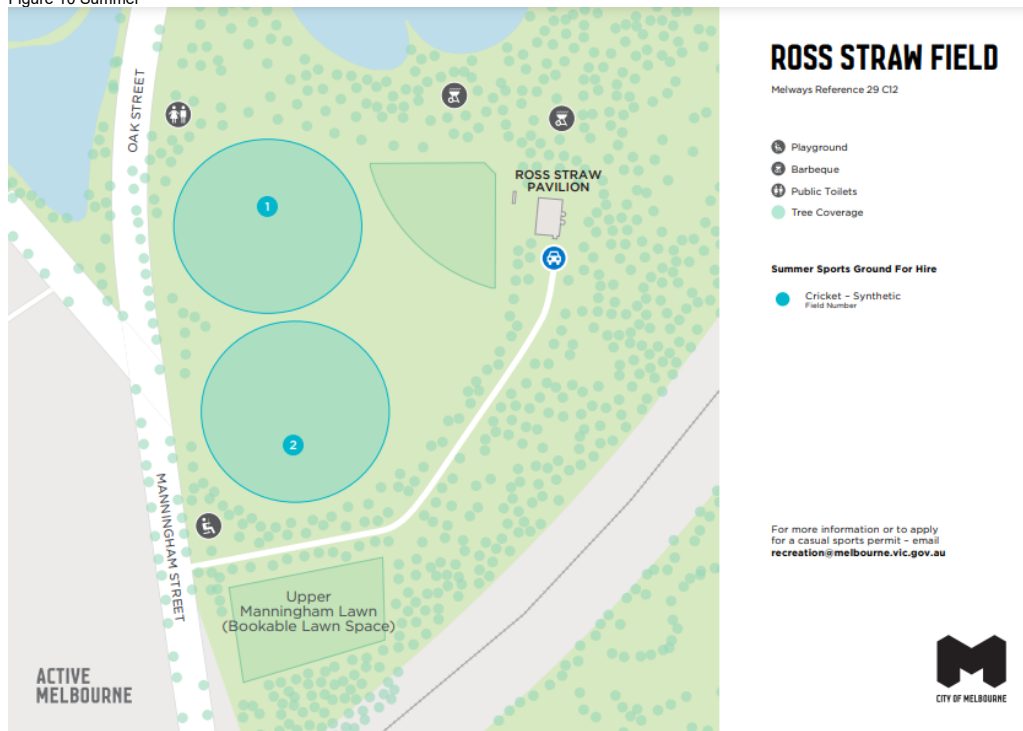 Figure 10 Summer
OAK STREET
1
ROSS STRAW
PAVILION
2
MANNINGHAM STREET
Upper
Manningham Lawn
(Bookable Lawn Space)
ACTIVE
MELBOURNE
ROSS STRAW FIELD
Melways Reference 29 C12
Playground
Barbeque
Public Toilets
Tree Coverage
Summer Sports Ground For Hire
Cricket – Synthetic
Field Number
For more information or to apply
for a casual sports permit – email
recreation@melbourne.vic.gov.au
CITY OF MELBOURNE